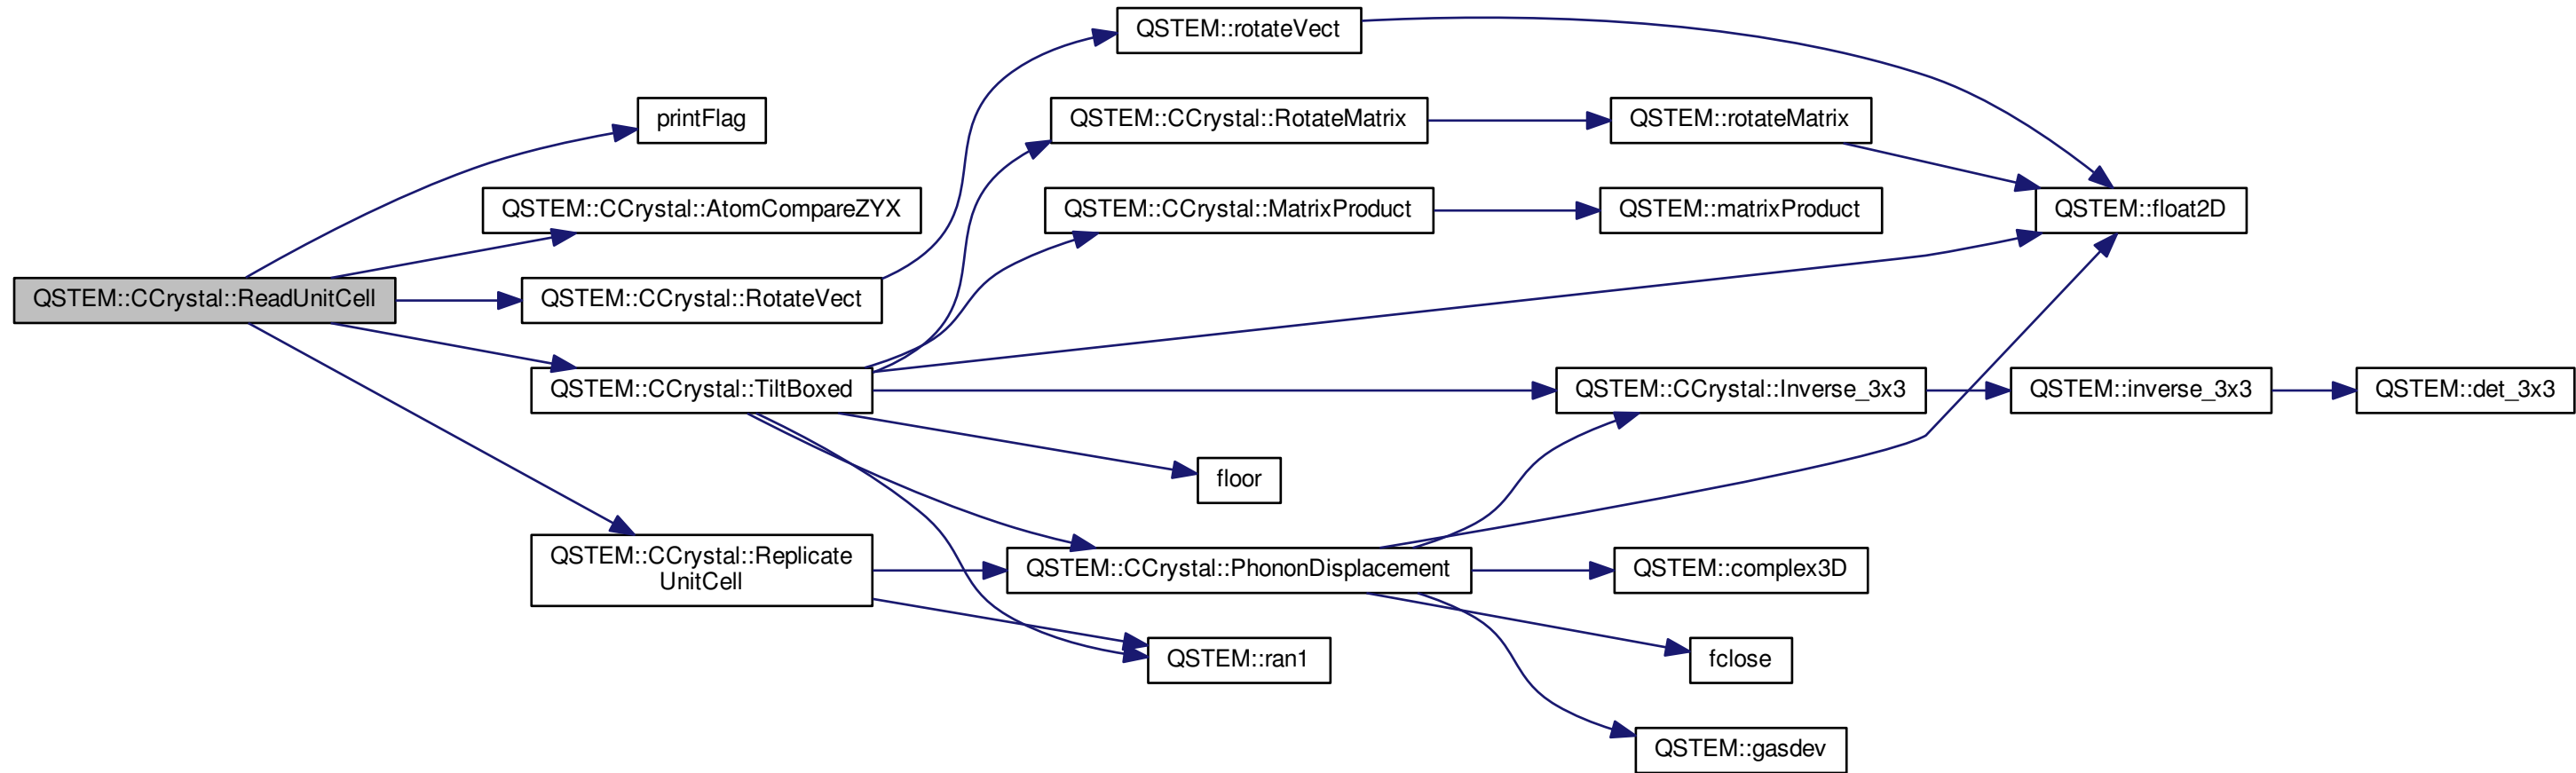 QSTEM::rotateVect
printFlag
QSTEM::CCrystal::RotateMatrix
QSTEM::rotateMatrix
QSTEM::CCrystal::AtomCompareZYX
QSTEM::CCrystal::MatrixProduct
QSTEM::matrixProduct
QSTEM::float2D
QSTEM::CCrystal::ReadUnitCell
QSTEM::CCrystal::RotateVect
QSTEM::CCrystal::TiltBoxed
QSTEM::CCrystal::Inverse_3x3
QSTEM::inverse_3x3
QSTEM::det_3x3
floor
QSTEM::CCrystal::Replicate
UnitCell
QSTEM::CCrystal::PhononDisplacement
QSTEM::complex3D
QSTEM::ran1
fclose
QSTEM::gasdev